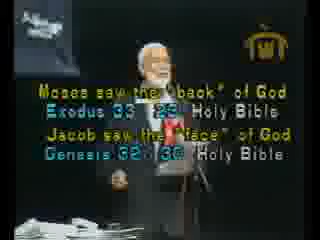 Moses saw the "back" of God
Exodus 33 : 23 Holy Bible
Jacob saw the "face" of God
Genesis 32 : 30 Holy Bible